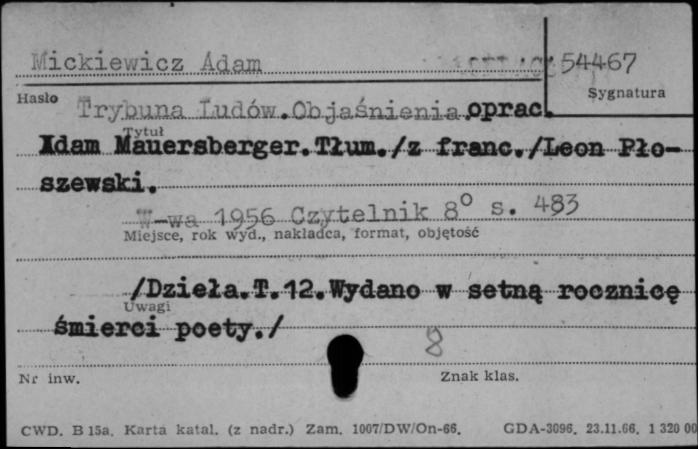 Mickiewicz Adam
54467
Hasło
Sygnatura
Trybuna Ludów.Objaśnienia oprac.
Tytuł
Adam Mauersberger.Tłum./z franc./Leon Pło-
szewski.
W-wa 1956 Czytelnik 8° s. 483
Miejsce, rok wyd., nakładca, format, objętość
/Dzieła.T.12.Wydano w setną rocznicę
Uwagi
śmierci poety./
8
Nr inw.
Znak klas.
CWD. B 15a. Karta katal. (z nadr.) Zam. 1007/DW/On-66. GDA-3096. 23.11.66. 1 320 00